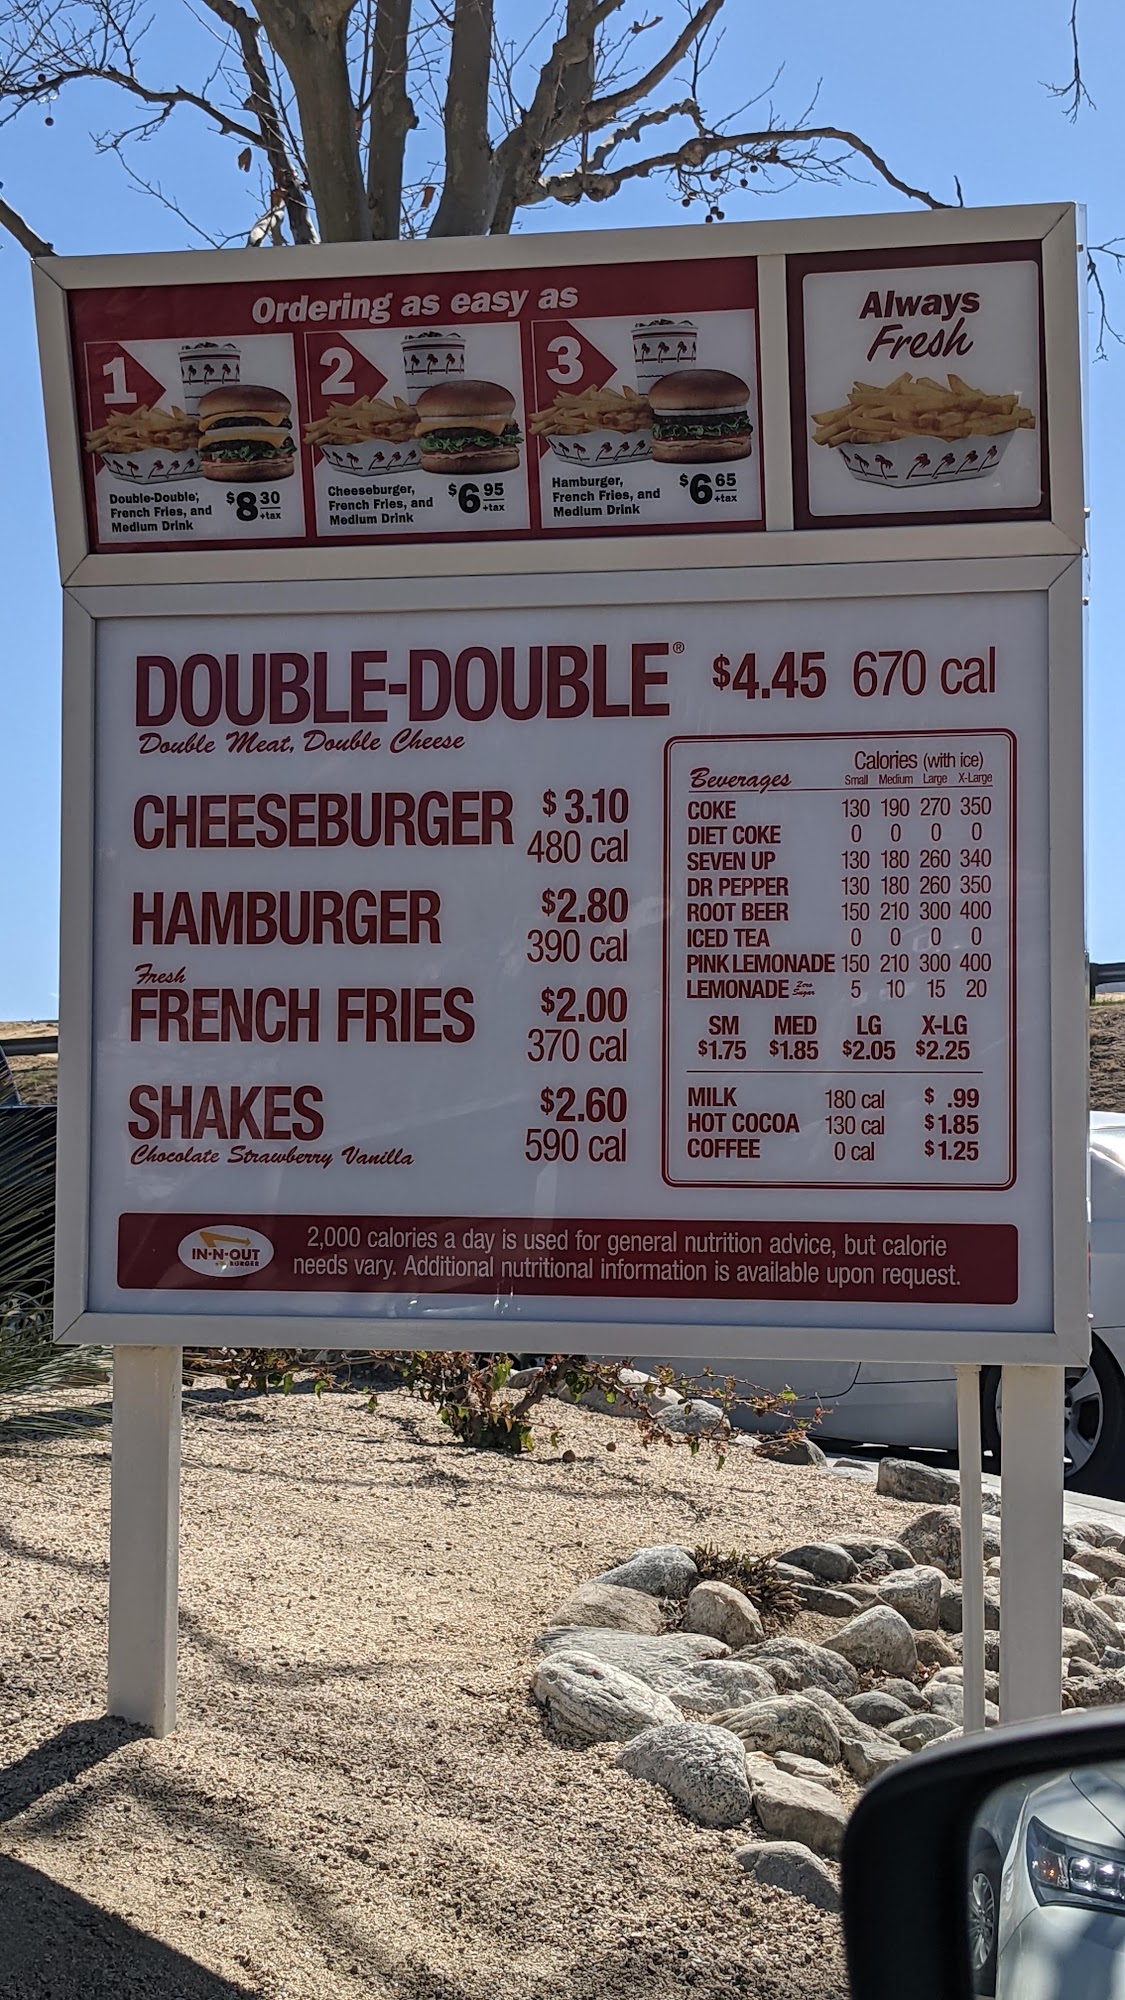 Ordering as easy as
1
Double-Double,®
French Fries, and
Medium Drink
$8 30 +tax
2
Cheeseburger,
French Fries, and
Medium Drink
$6 95 +tax
3
Hamburger,
French Fries, and
Medium Drink
$6 65 +tax
Always
Fresh
DOUBLE-DOUBLE® $4.45 670 cal
Double Meat, Double Cheese
CHEESEBURGER $3.10
480 cal
HAMBURGER $2.80
390 cal
Fresh
FRENCH FRIES $2.00
370 cal
SHAKES $2.60
590 cal
Chocolate Strawberry Vanilla
Calories (with ice)
Beverages Small Medium Large X-Large
COKE 130 190 270 350
DIET COKE 0 0 0 0
SEVEN UP 130 180 260 340
DR PEPPER 130 180 260 350
ROOT BEER 150 210 300 400
ICED TEA 0 0 0 0
PINK LEMONADE 150 210 300 400
LEMONADE Zero Sugar 5 10 15 20
SM MED LG X-LG
$1.75 $1.85 $2.05 $2.25
MILK 180 cal $ .99
HOT COCOA 130 cal $1.85
COFFEE 0 cal $1.25
IN-N-OUT
BURGER
2,000 calories a day is used for general nutrition advice, but calorie
needs vary. Additional nutritional information is available upon request.